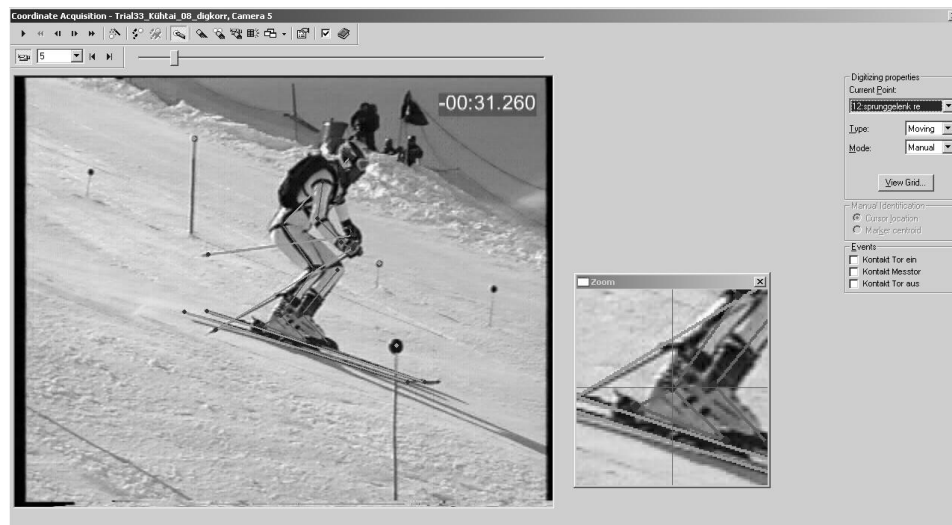 Coordinate Acquisition - Trial33_Kühtai_08_digkorr, Camera 5
5
-00:31.260
Digitizing properties
Current Point:
12:sprunggelenk re
Type:
Moving
Mode:
Manual
View Grid...
Manual Identification
Cursor location
Marker centroid
Events
Kontakt Tor ein
Kontakt Messtor
Kontakt Tor aus
Zoom